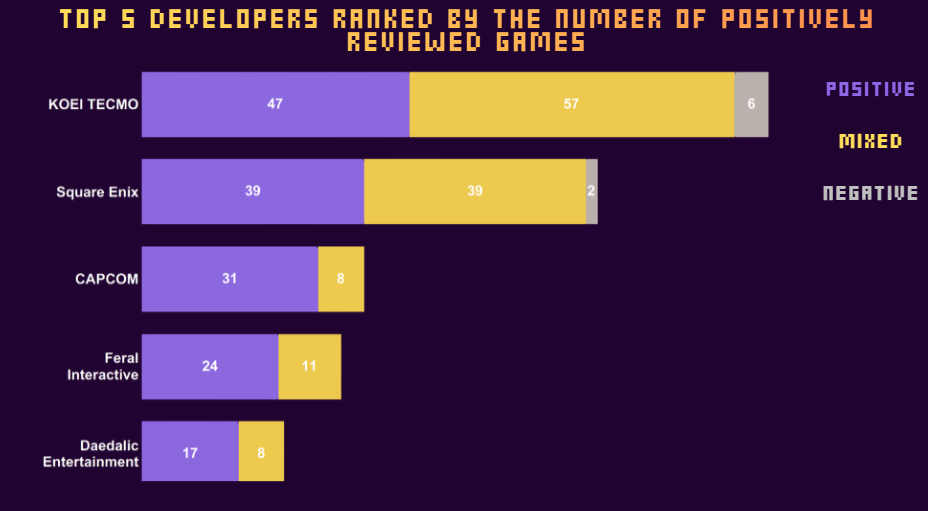 TOP 5 DEVELOPERS RANKED BY THE NUMBER OF POSITIVELY
REVIEWED GAMES
KOEI TECMO 47 57 6
POSITIVE
MIXED
NEGATIVE
Square Enix 39 39 2
CAPCOM 31 8
Feral
Interactive
24 11
Daedalic
Entertainment
17 8